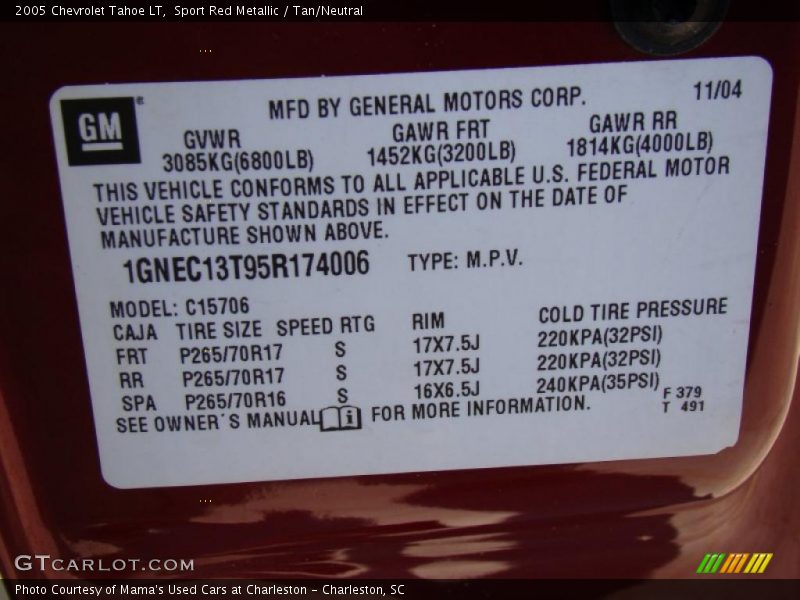 2005 Chevrolet Tahoe LT,  Sport Red Metallic / Tan/Neutral
GM®
MFD BY GENERAL MOTORS CORP.
11/04
GVWR GAWR FRT GAWR RR
3085KG(6800LB) 1452KG(3200LB) 1814KG(4000LB)
THIS VEHICLE CONFORMS TO ALL APPLICABLE U.S. FEDERAL MOTOR
VEHICLE SAFETY STANDARDS IN EFFECT ON THE DATE OF
MANUFACTURE SHOWN ABOVE.
1GNEC13T95R174006 TYPE: M.P.V.
MODEL: C15706
CAJA TIRE SIZE SPEED RTG RIM COLD TIRE PRESSURE
FRT P265/70R17 S 17X7.5J 220KPA(32PSI)
RR P265/70R17 S 17X7.5J 220KPA(32PSI)
SPA P265/70R16 S 16X6.5J 240KPA(35PSI)
SEE OWNER'S MANUAL FOR MORE INFORMATION.
F 379
T 491
GTCARLOT.COM
Photo Courtesy of Mama's Used Cars at Charleston - Charleston, SC